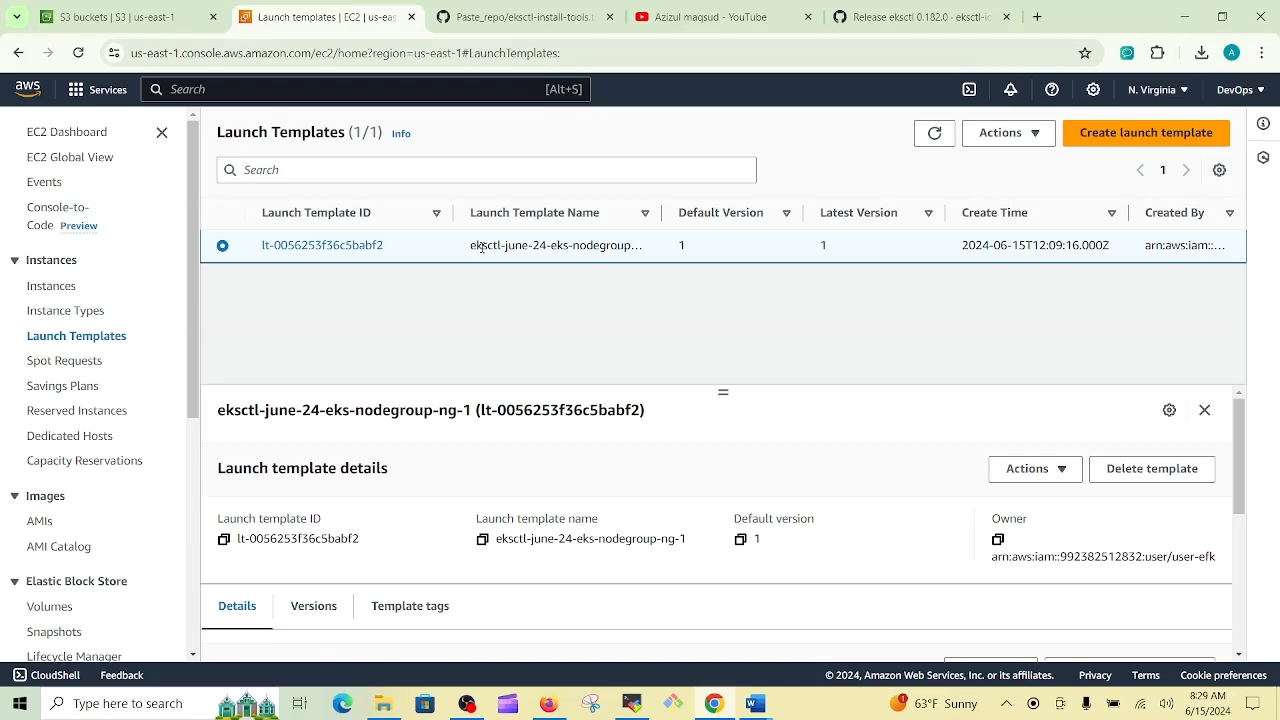 S3 buckets | S3 | us-east-1
Launch templates | EC2 | us-eas
Paster_repo/eksctl-install-tools.t
Azizul maqsud - YouTube
Release eksctl 0.182.0 · eksctl-io
us-east-1.console.aws.amazon.com/ec2/home?region=us-east-1#LaunchTemplates:
A
aws
Services
Search
[Alt+S]
N. Virginia
DevOps
EC2 Dashboard
EC2 Global View
Events
Console-to-
Code Preview
Instances
Instances
Instance Types
Launch Templates
Spot Requests
Savings Plans
Reserved Instances
Dedicated Hosts
Capacity Reservations
Images
AMIs
AMI Catalog
Elastic Block Store
Volumes
Snapshots
Lifecycle Manager
Launch Templates (1/1) Info
Actions
Create launch template
Search
1
Launch Template ID
Launch Template Name
Default Version
Latest Version
Create Time
Created By
lt-0056253f36c5babf2
eksctl-june-24-eks-nodegroup...
1
1
2024-06-15T12:09:16.000Z
arn:aws:iam::...
eksctl-june-24-eks-nodegroup-ng-1 (lt-0056253f36c5babf2)
Launch template details
Actions
Delete template
Launch template ID
lt-0056253f36c5babf2
Launch template name
eksctl-june-24-eks-nodegroup-ng-1
Default version
1
Owner
arn:aws:iam::992382512832:user/user-efk
Details
Versions
Template tags
CloudShell
Feedback
© 2024, Amazon Web Services, Inc. or its affiliates.
Privacy
Terms
Cookie preferences
Type here to search
63°F Sunny
8:29 AM
6/15/2024